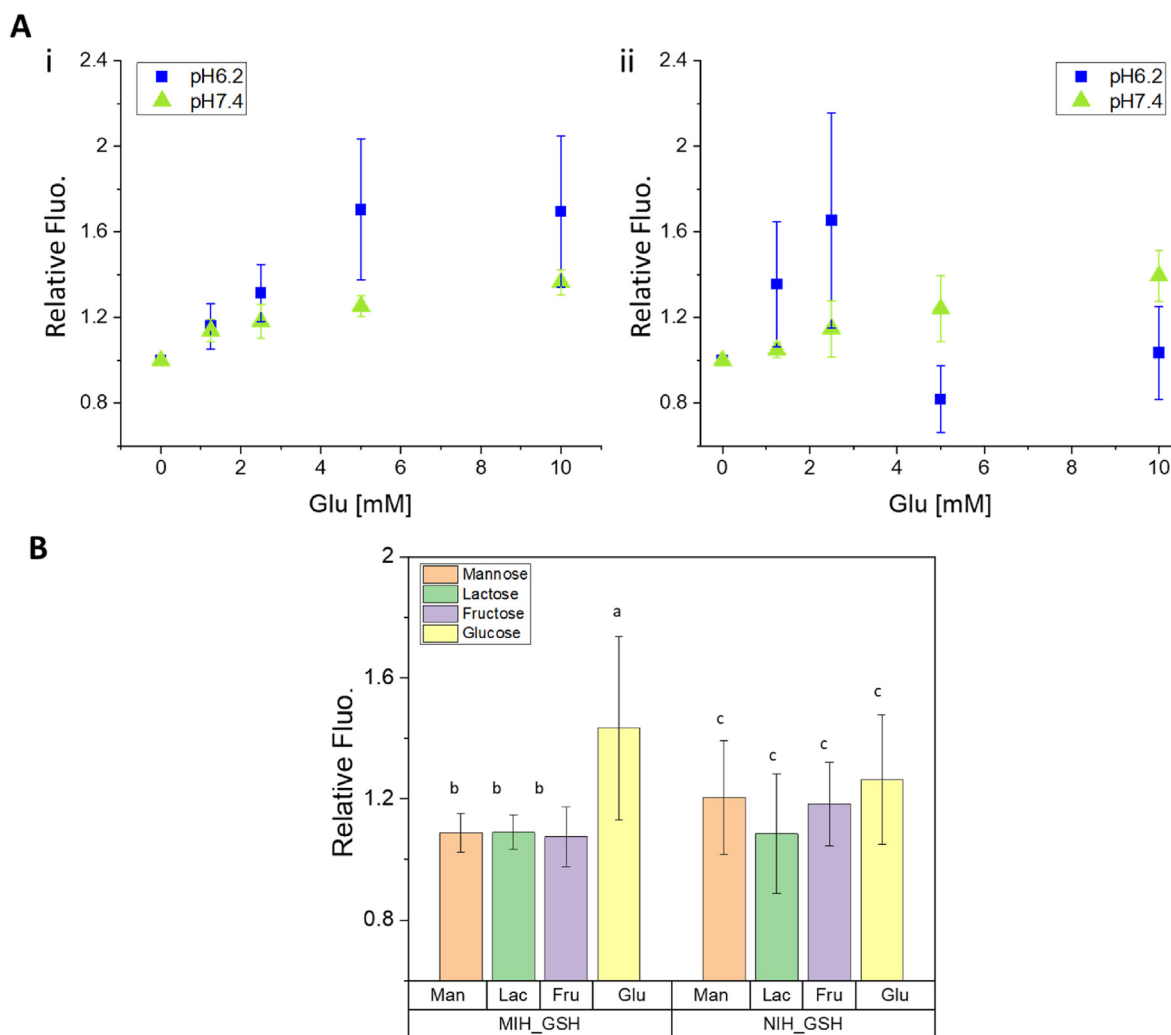 A
i
pH6.2
pH7.4
2.4
2
1.6
1.2
0.8
Relative Fluo.
0 2 4 6 8 10
Glu [mM]
ii
pH6.2
pH7.4
2.4
2
1.6
1.2
0.8
Relative Fluo.
0 2 4 6 8 10
Glu [mM]
B
Mannose
Lactose
Fructose
Glucose
2
1.6
1.2
0.8
Relative Fluo.
b b b a c c c c
Man Lac Fru Glu Man Lac Fru Glu
MIH_GSH NIH_GSH